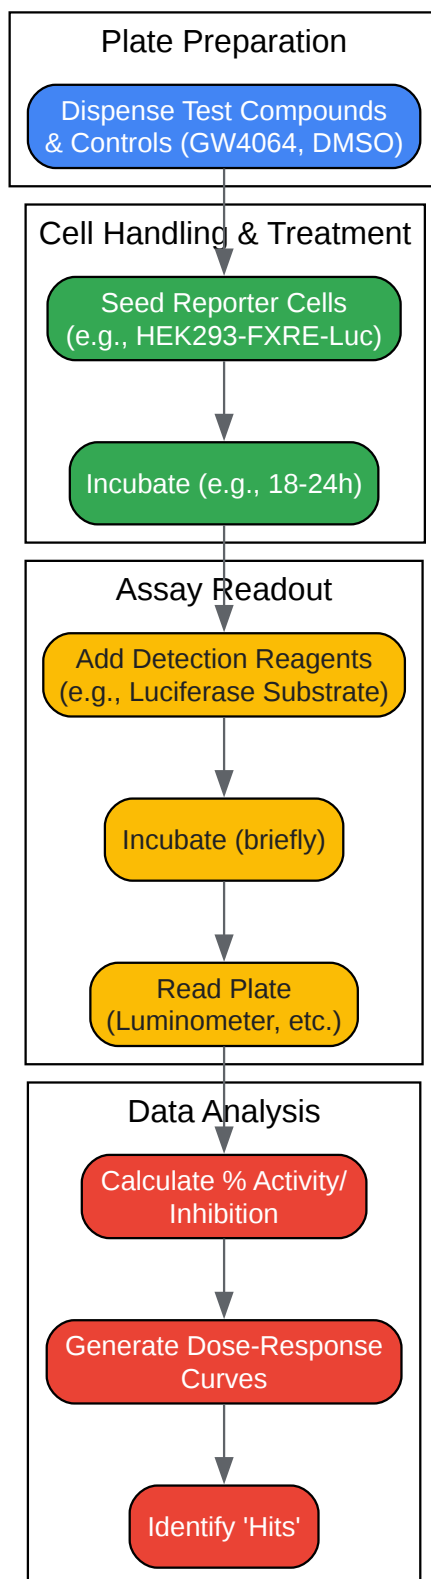 Plate Preparation
Dispense Test Compounds
& Controls (GW4064, DMSO)
Cell Handling & Treatment
Seed Reporter Cells
(e.g., HEK293-FXRE-Luc)
Incubate (e.g., 18-24h)
Assay Readout
Add Detection Reagents
(e.g., Luciferase Substrate)
Incubate (briefly)
Read Plate
(Luminometer, etc.)
Data Analysis
Calculate % Activity/
Inhibition
Generate Dose-Response
Curves
Identify 'Hits'